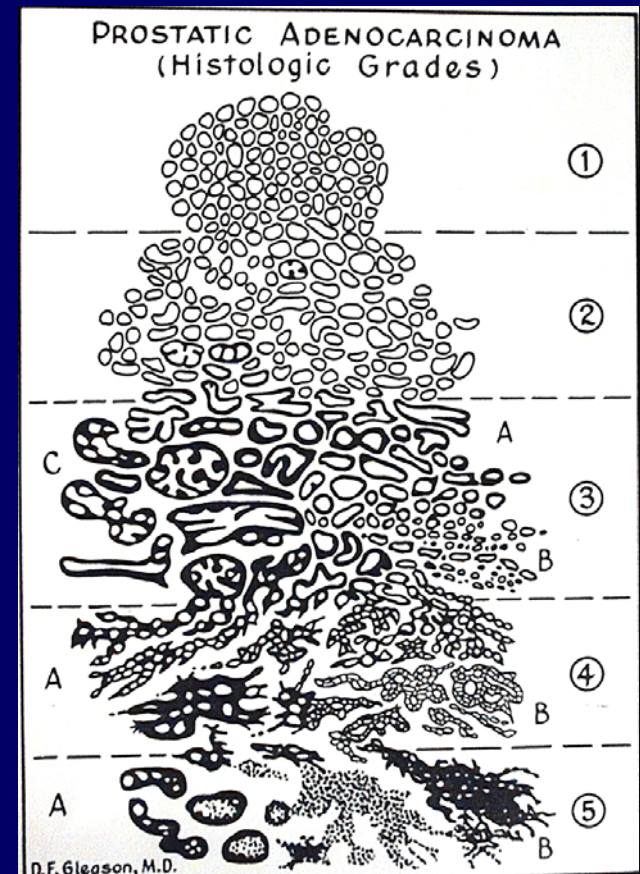 PROSTATIC ADENOCARCINOMA
(Histologic Grades)
1
2
A
C
3
B
A
4
B
A
5
B
D.F. Gleason, M.D.